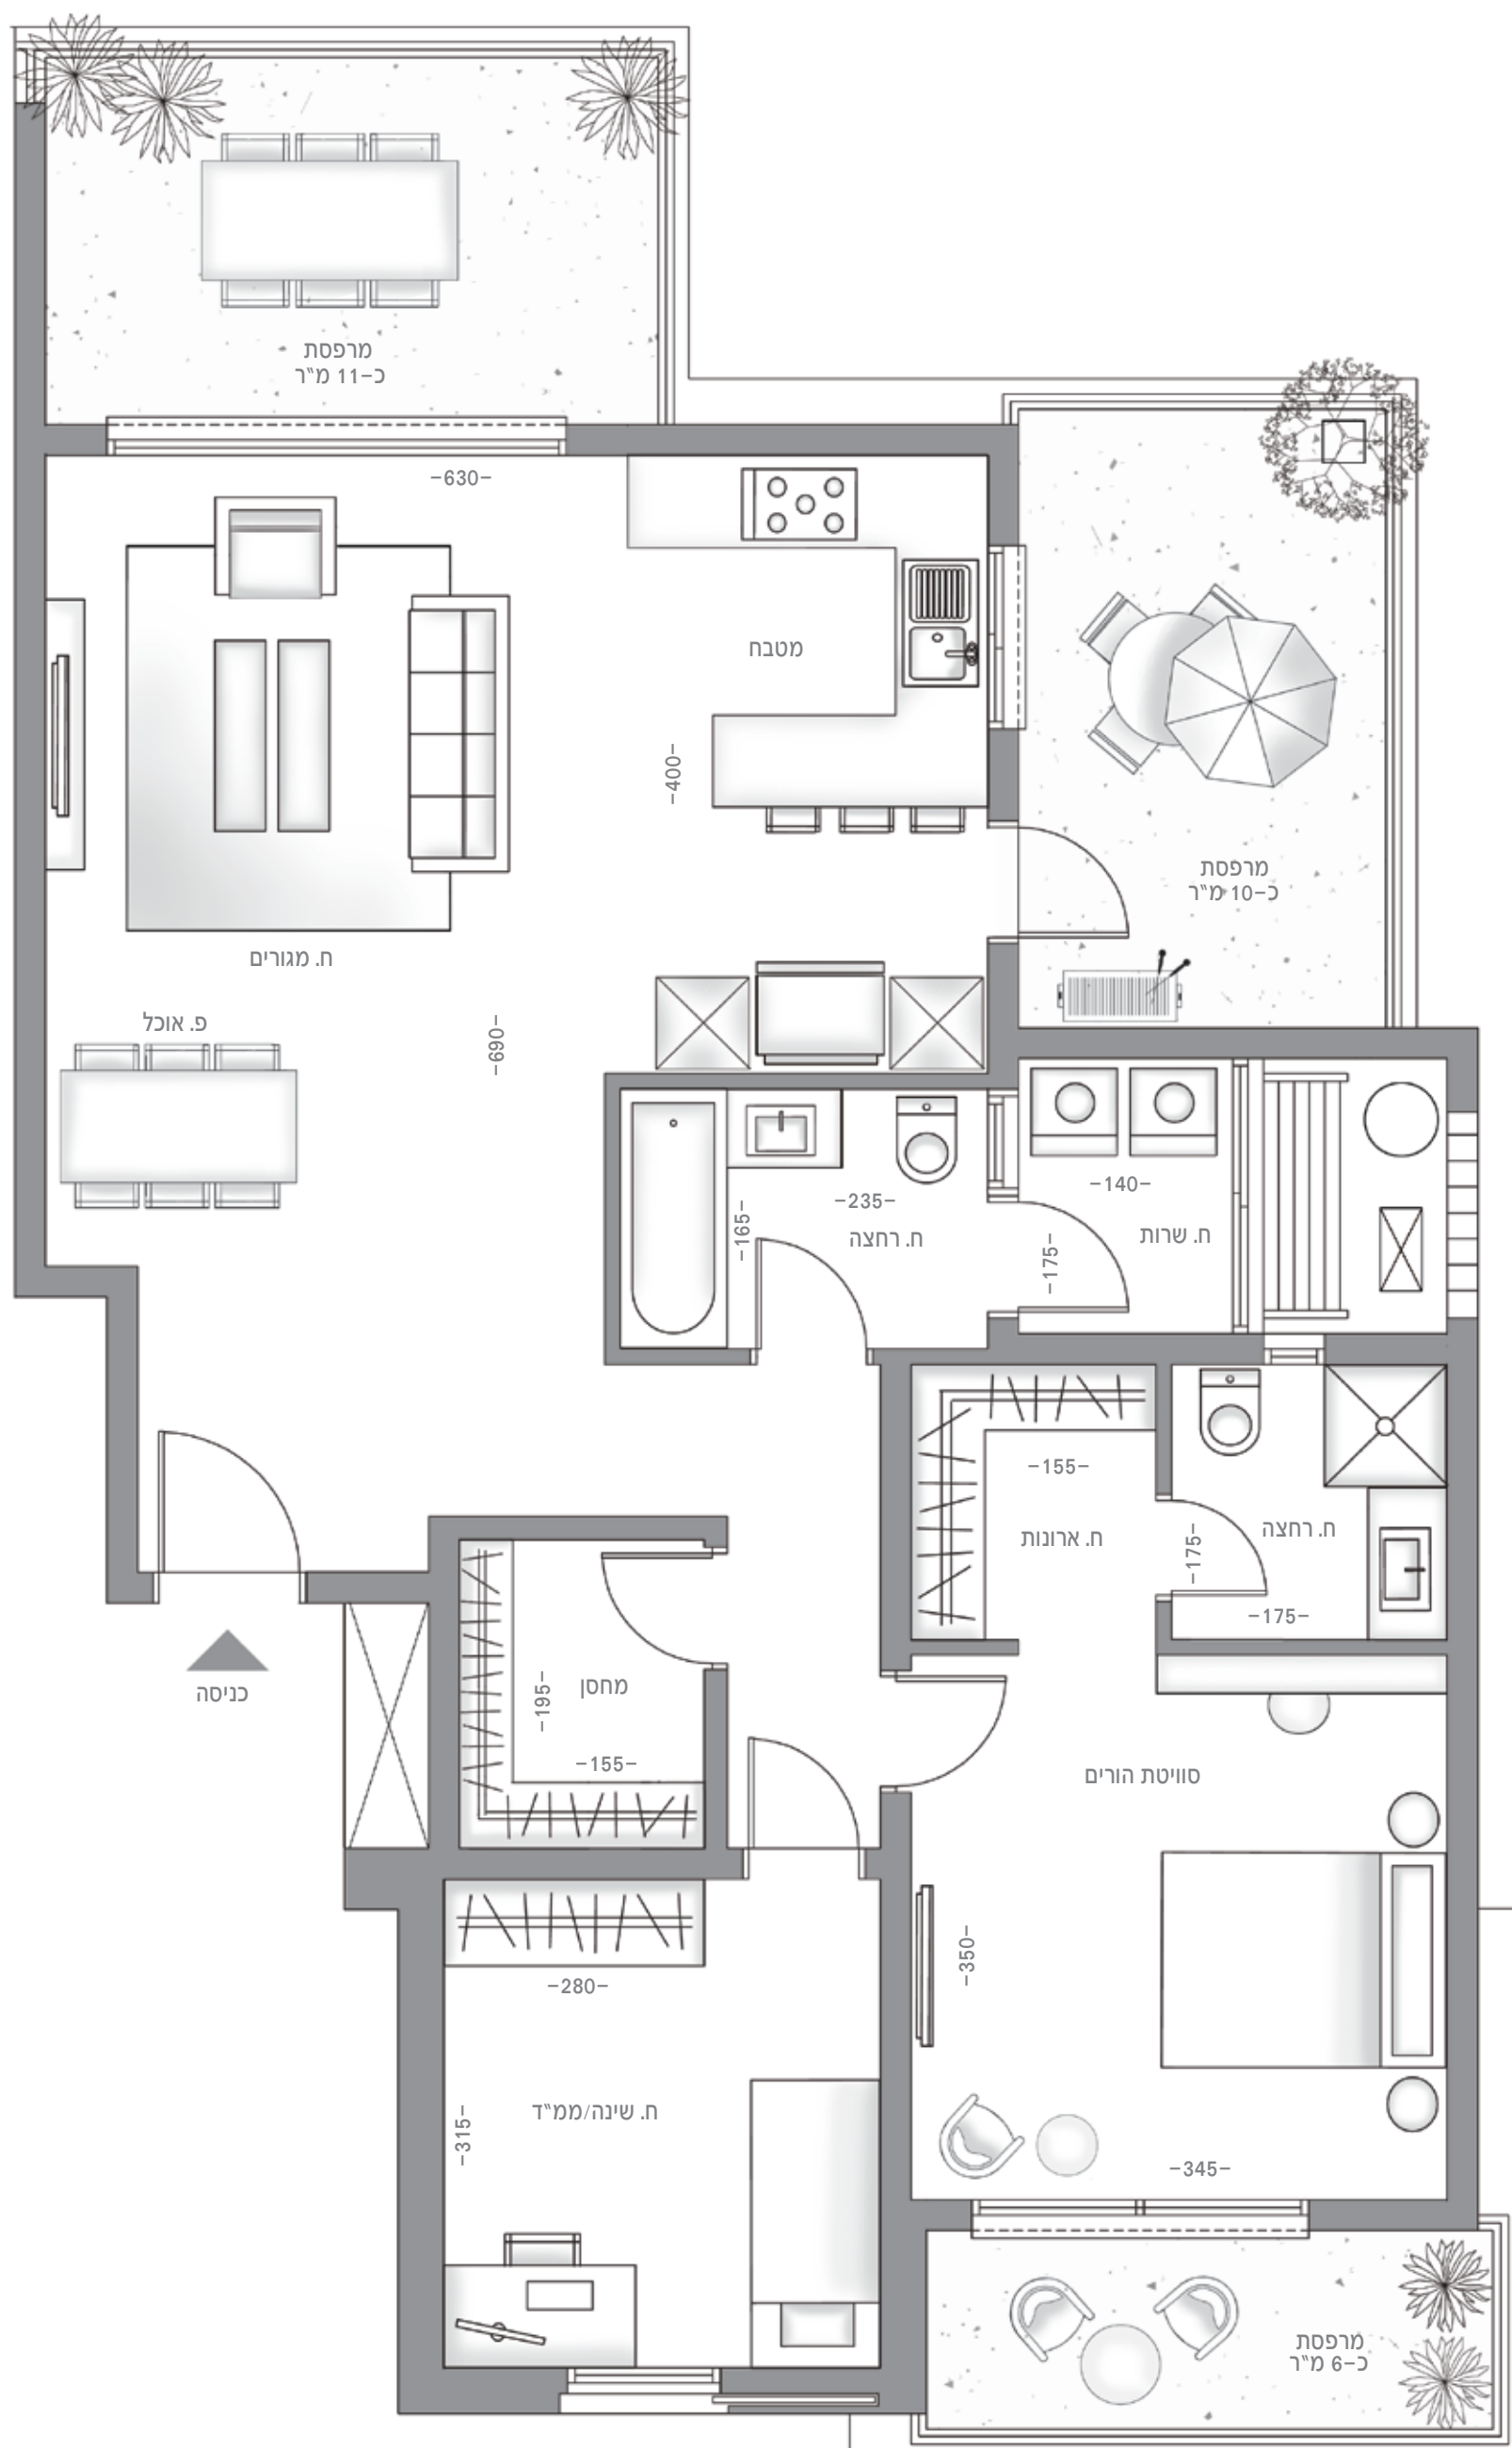 מרפסת
כ-11 מ"ר
-630-
מטבח
-400-
מרפסת
כ-10 מ"ר
ח. מגורים
פ. אוכל
-690-
-140-
-235-
-165-
ח. רחצה
ח. שרות
-175-
-155-
ח. ארונות
ח. רחצה
-175-
-175-
כניסה
מחסן
-195-
-155-
סוויטת הורים
-350-
-280-
ח. שינה/ממ"ד
-315-
-345-
מרפסת
כ-6 מ"ר